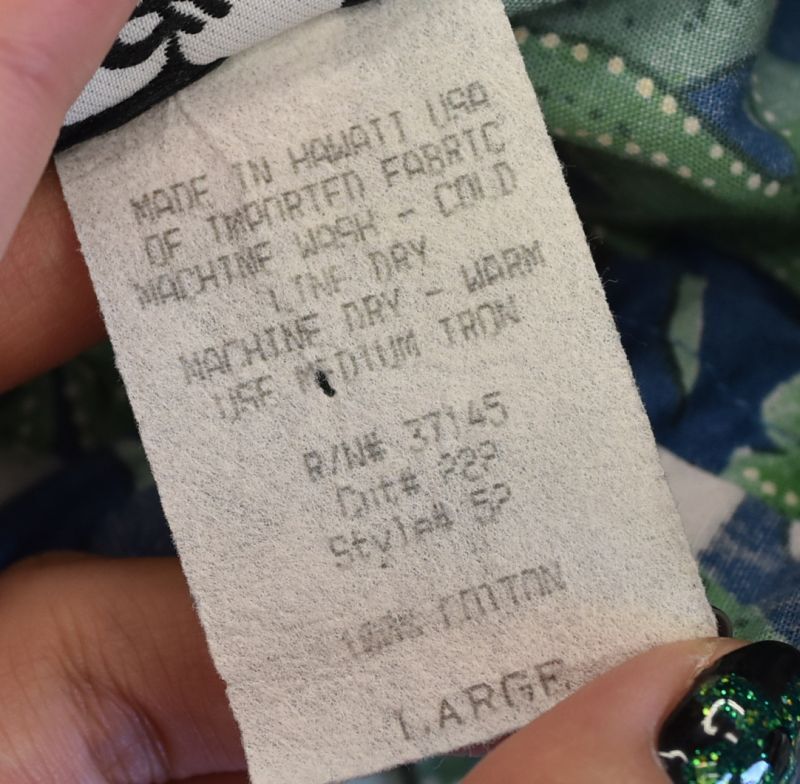 MADE IN HAWAII USA
OF IMPORTED FABRIC
MACHINE WASH - COLD
LINE DRY
MACHINE DRY - WARM
USE MEDIUM IRON
R/N# 37145
Cut# 222
Style# 52
100% COTTON
LARGE